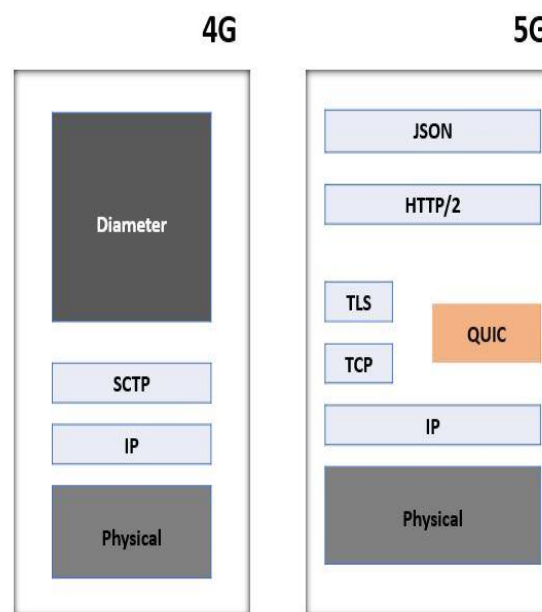 4G
Diameter
SCTP
IP
Physical
5G
JSON
HTTP/2
TLS
QUIC
TCP
IP
Physical